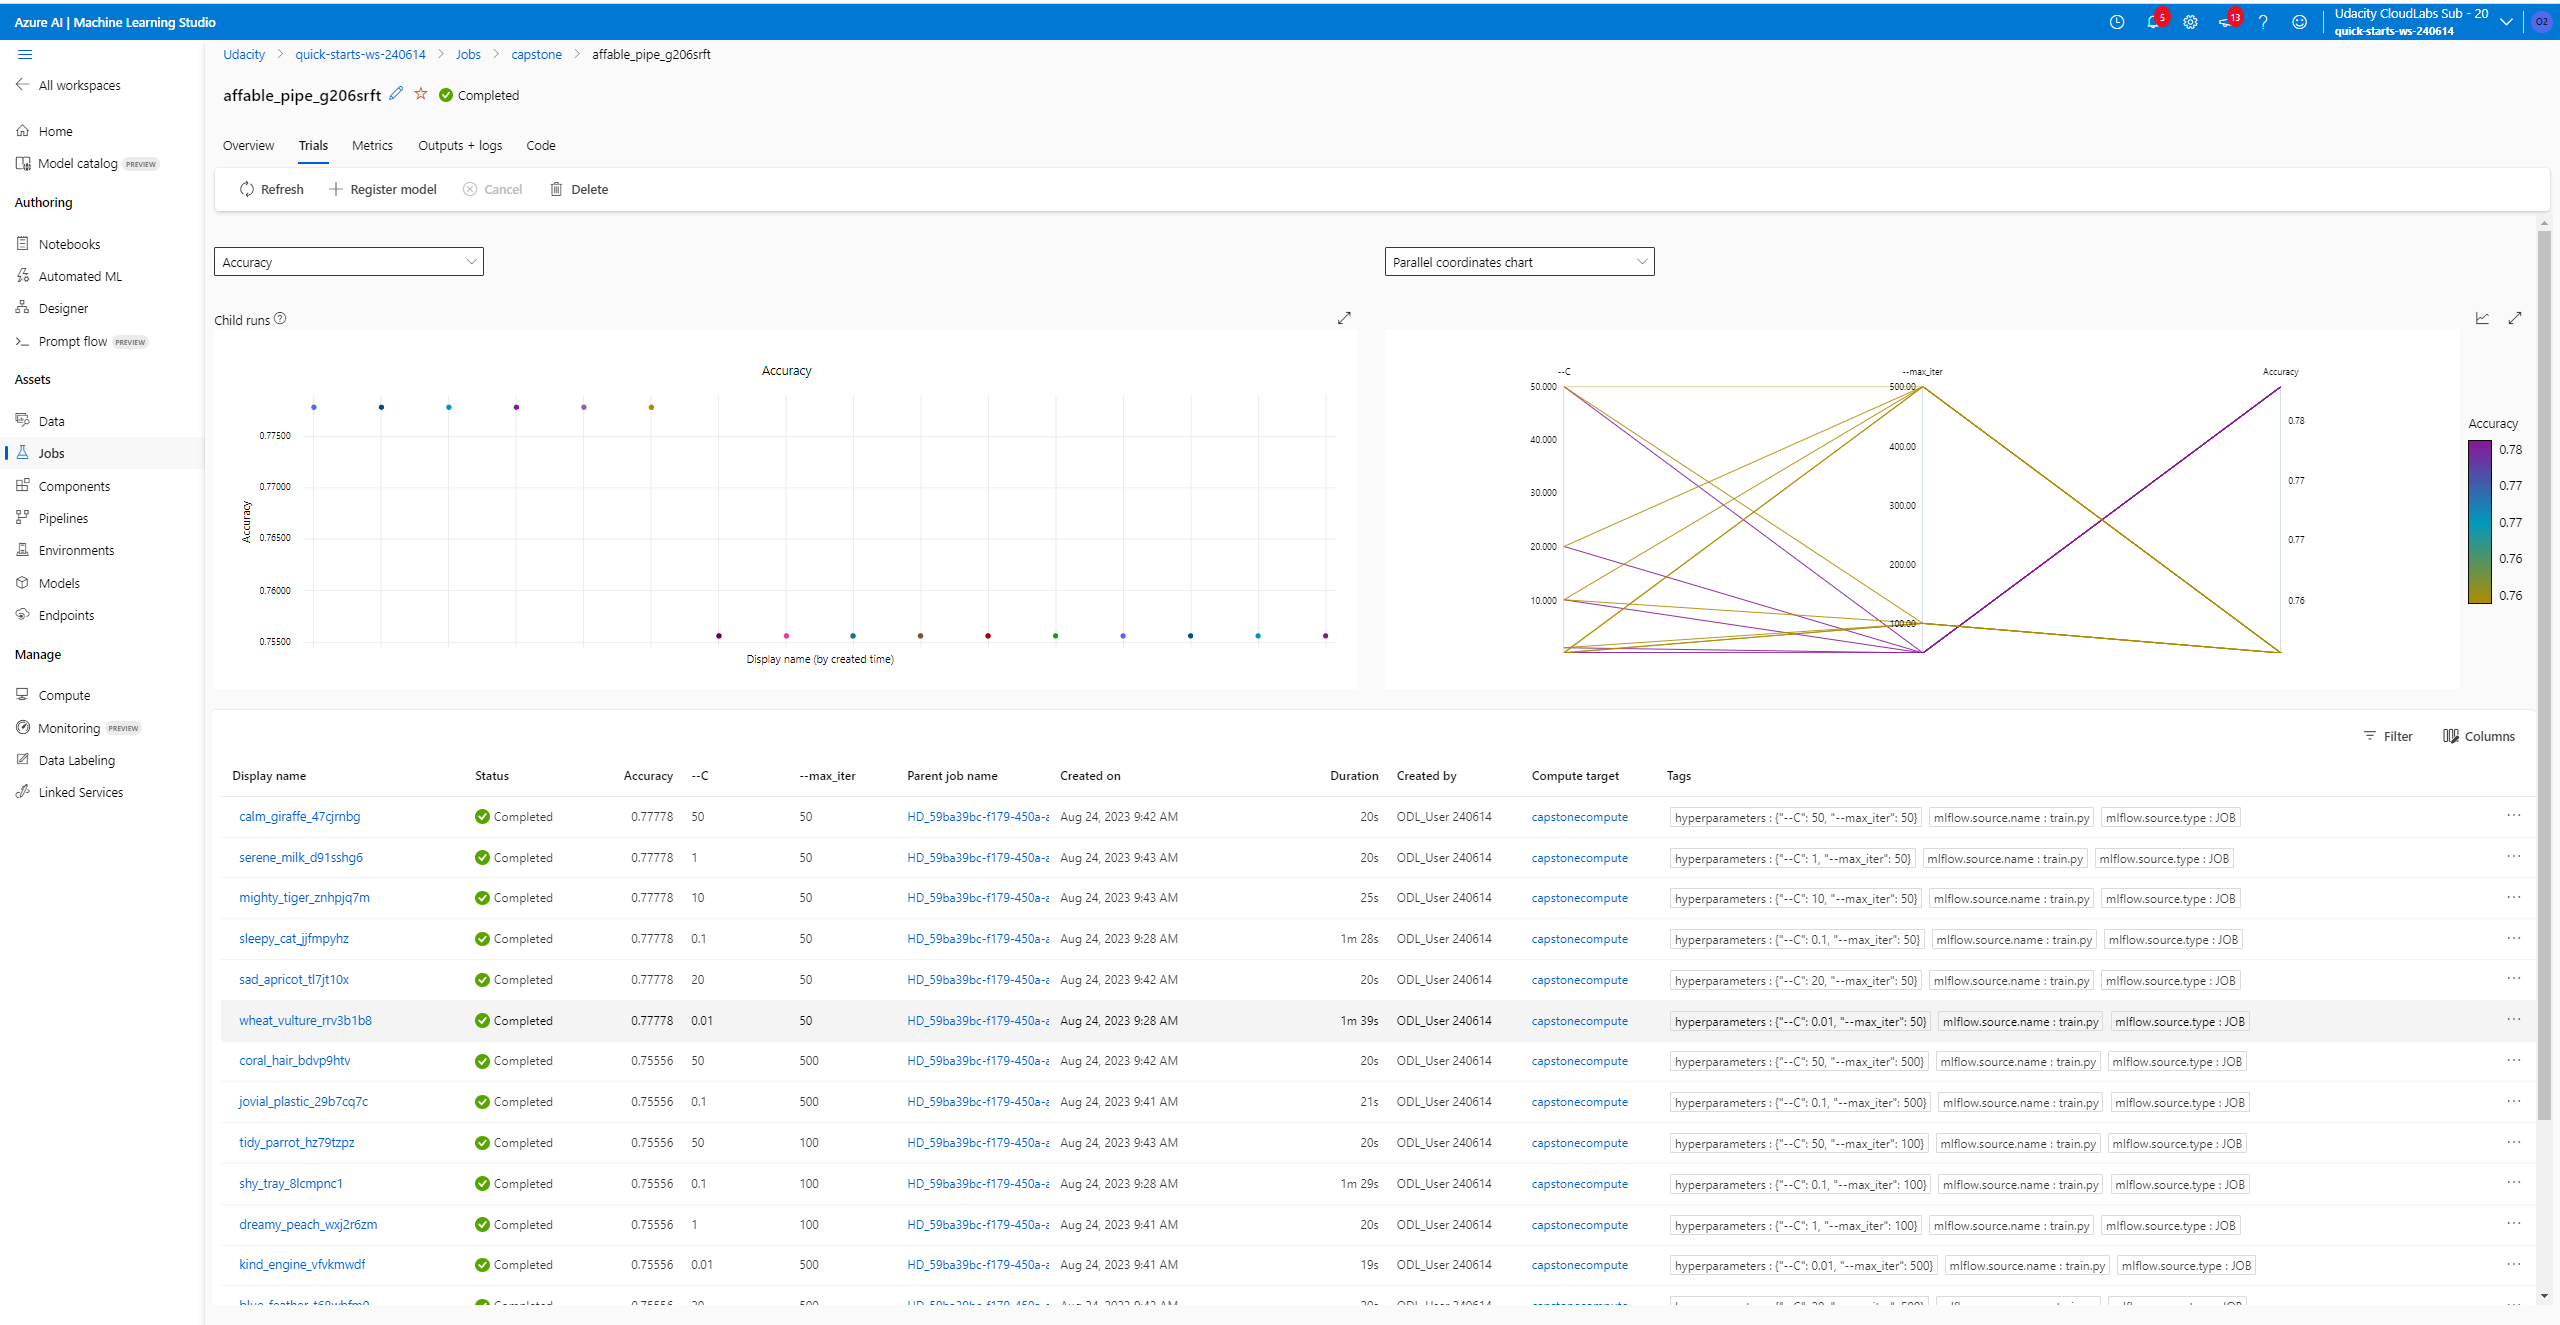 Azure AI | Machine Learning Studio
5
13
?
Udacity CloudLabs Sub - 20
quick-starts-ws-240614
O2
Udacity > quick-starts-ws-240614 > Jobs > capstone > affable_pipe_g206srft
All workspaces
Home
Model catalog PREVIEW
Authoring
Notebooks
Automated ML
Designer
Prompt flow PREVIEW
Assets
Data
Jobs
Components
Pipelines
Environments
Models
Endpoints
Manage
Compute
Monitoring PREVIEW
Data Labeling
Linked Services
affable_pipe_g206srft Completed
Overview Trials Metrics Outputs + logs Code
Refresh Register model Cancel Delete
Accuracy
Parallel coordinates chart
Child runs
Accuracy
0.77500
0.77000
0.76500
0.76000
0.75500
Accuracy
Display name (by created time)
--C
50.000
40.000
30.000
20.000
10.000
--max_iter
500.00
400.00
300.00
200.00
100.00
Accuracy
0.78
0.77
0.77
0.76
Accuracy
0.78
0.77
0.77
0.76
0.76
Filter Columns
Display name Status Accuracy --C --max_iter Parent job name Created on Duration Created by Compute target Tags
calm_giraffe_47cjrnbg Completed 0.77778 50 50 HD_59ba39bc-f179-450a-a Aug 24, 2023 9:42 AM 20s ODL_User 240614 capstonecompute hyperparameters : {"--C": 50, "--max_iter": 50} mlflow.source.name : train.py mlflow.source.type : JOB
serene_milk_d91sshg6 Completed 0.77778 1 50 HD_59ba39bc-f179-450a-a Aug 24, 2023 9:43 AM 20s ODL_User 240614 capstonecompute hyperparameters : {"--C": 1, "--max_iter": 50} mlflow.source.name : train.py mlflow.source.type : JOB
mighty_tiger_znhpjq7m Completed 0.77778 10 50 HD_59ba39bc-f179-450a-a Aug 24, 2023 9:43 AM 25s ODL_User 240614 capstonecompute hyperparameters : {"--C": 10, "--max_iter": 50} mlflow.source.name : train.py mlflow.source.type : JOB
sleepy_cat_jjfmpyhz Completed 0.77778 0.1 50 HD_59ba39bc-f179-450a-a Aug 24, 2023 9:28 AM 1m 28s ODL_User 240614 capstonecompute hyperparameters : {"--C": 0.1, "--max_iter": 50} mlflow.source.name : train.py mlflow.source.type : JOB
sad_apricot_tl7jt10x Completed 0.77778 20 50 HD_59ba39bc-f179-450a-a Aug 24, 2023 9:42 AM 20s ODL_User 240614 capstonecompute hyperparameters : {"--C": 20, "--max_iter": 50} mlflow.source.name : train.py mlflow.source.type : JOB
wheat_vulture_rrv3b1b8 Completed 0.77778 0.01 50 HD_59ba39bc-f179-450a-a Aug 24, 2023 9:28 AM 1m 39s ODL_User 240614 capstonecompute hyperparameters : {"--C": 0.01, "--max_iter": 50} mlflow.source.name : train.py mlflow.source.type : JOB
coral_hair_bdvp9htv Completed 0.75556 50 500 HD_59ba39bc-f179-450a-a Aug 24, 2023 9:42 AM 20s ODL_User 240614 capstonecompute hyperparameters : {"--C": 50, "--max_iter": 500} mlflow.source.name : train.py mlflow.source.type : JOB
jovial_plastic_29b7cq7c Completed 0.75556 0.1 500 HD_59ba39bc-f179-450a-a Aug 24, 2023 9:41 AM 21s ODL_User 240614 capstonecompute hyperparameters : {"--C": 0.1, "--max_iter": 500} mlflow.source.name : train.py mlflow.source.type : JOB
tidy_parrot_hz79tzpz Completed 0.75556 50 100 HD_59ba39bc-f179-450a-a Aug 24, 2023 9:43 AM 20s ODL_User 240614 capstonecompute hyperparameters : {"--C": 50, "--max_iter": 100} mlflow.source.name : train.py mlflow.source.type : JOB
shy_tray_8lcmpnc1 Completed 0.75556 0.1 100 HD_59ba39bc-f179-450a-a Aug 24, 2023 9:28 AM 1m 29s ODL_User 240614 capstonecompute hyperparameters : {"--C": 0.1, "--max_iter": 100} mlflow.source.name : train.py mlflow.source.type : JOB
dreamy_peach_wxj2r6zm Completed 0.75556 1 100 HD_59ba39bc-f179-450a-a Aug 24, 2023 9:41 AM 20s ODL_User 240614 capstonecompute hyperparameters : {"--C": 1, "--max_iter": 100} mlflow.source.name : train.py mlflow.source.type : JOB
kind_engine_vfvkmwdf Completed 0.75556 0.01 500 HD_59ba39bc-f179-450a-a Aug 24, 2023 9:41 AM 19s ODL_User 240614 capstonecompute hyperparameters : {"--C": 0.01, "--max_iter": 500} mlflow.source.name : train.py mlflow.source.type : JOB